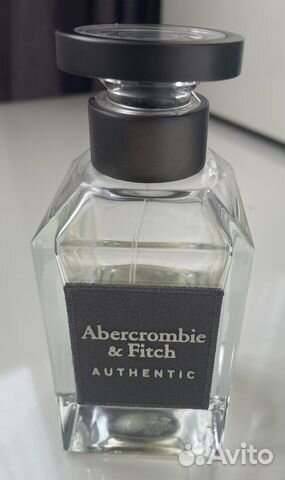 Abercrombie
& Fitch
AUTHENTIC
Avito